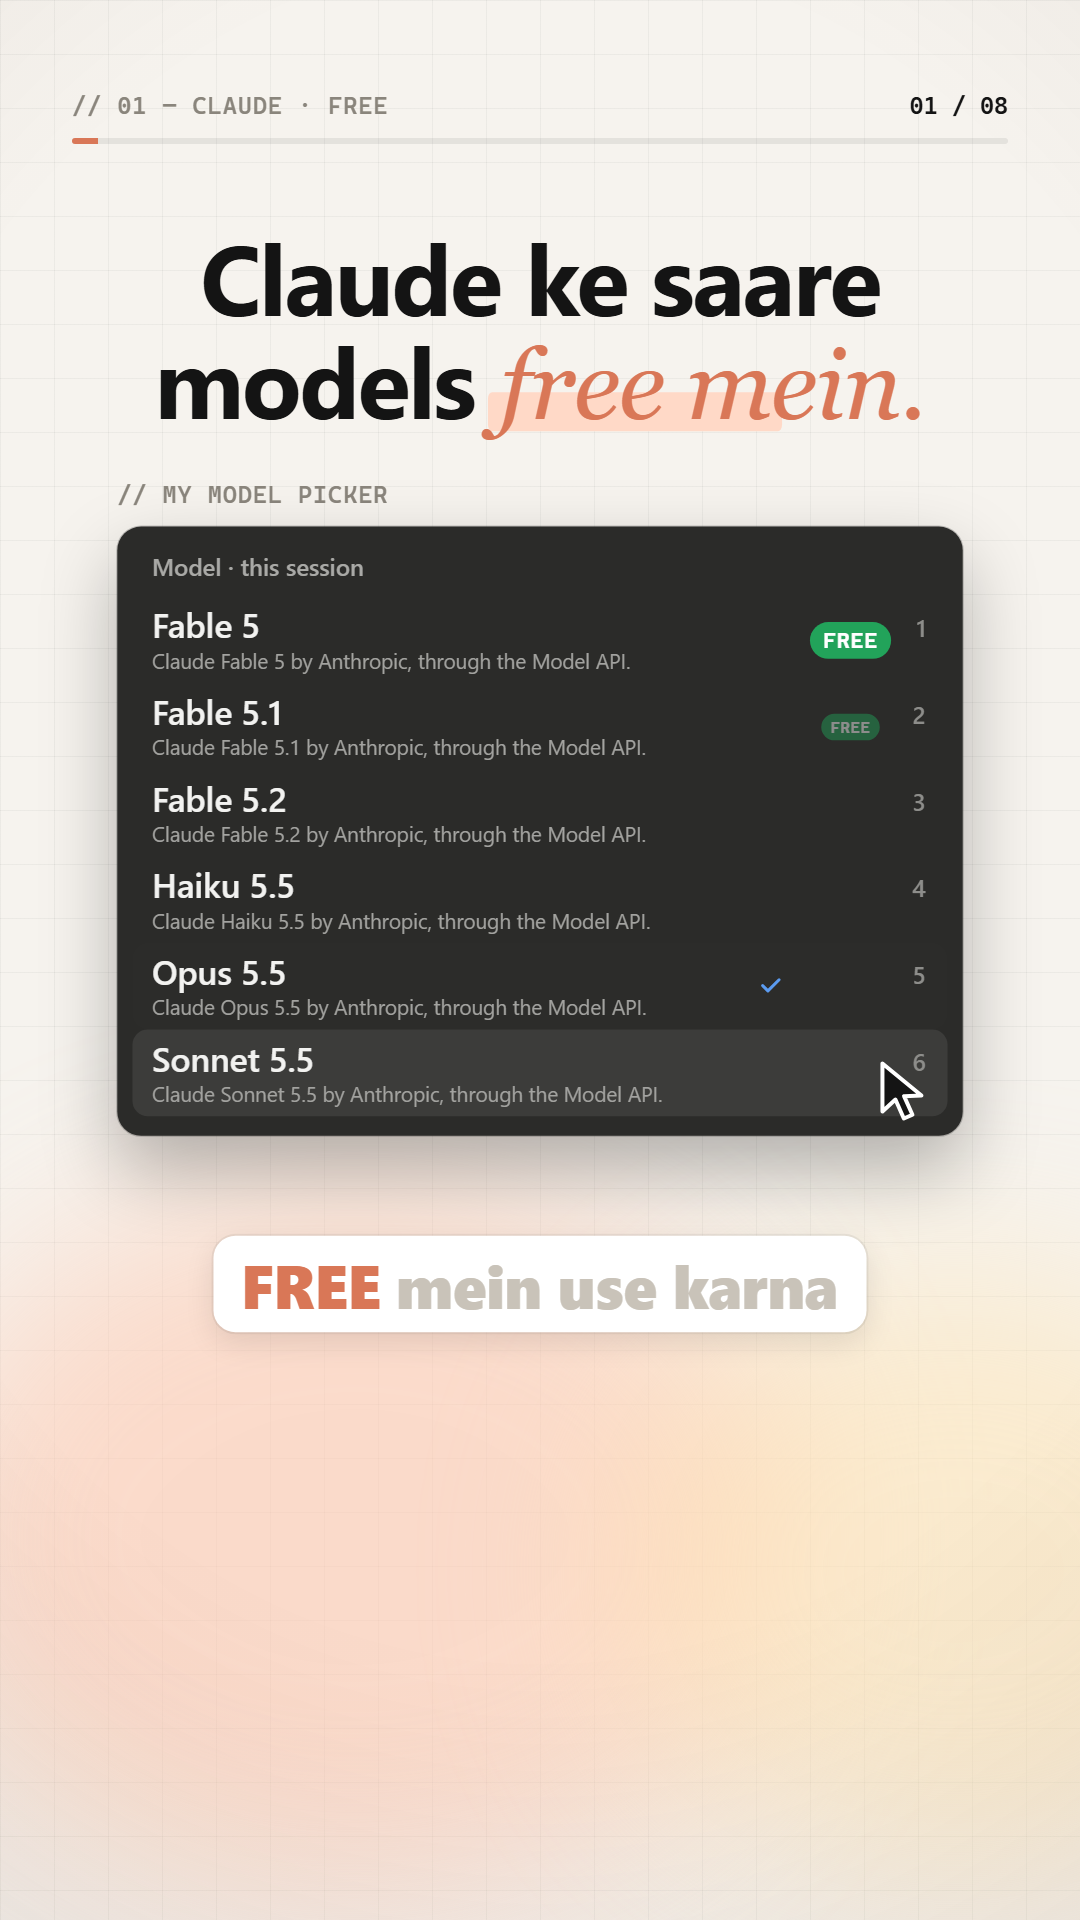 // 01 — CLAUDE · FREE
01 / 08
Claude ke saare
models free mein.
// MY MODEL PICKER
Model · this session
Fable 5
FREE
1
Claude Fable 5 by Anthropic, through the Model API.
Fable 5.1
FREE
2
Claude Fable 5.1 by Anthropic, through the Model API.
Fable 5.2
3
Claude Fable 5.2 by Anthropic, through the Model API.
Haiku 5.5
4
Claude Haiku 5.5 by Anthropic, through the Model API.
Opus 5.5
5
Claude Opus 5.5 by Anthropic, through the Model API.
Sonnet 5.5
6
Claude Sonnet 5.5 by Anthropic, through the Model API.
FREE mein use karna